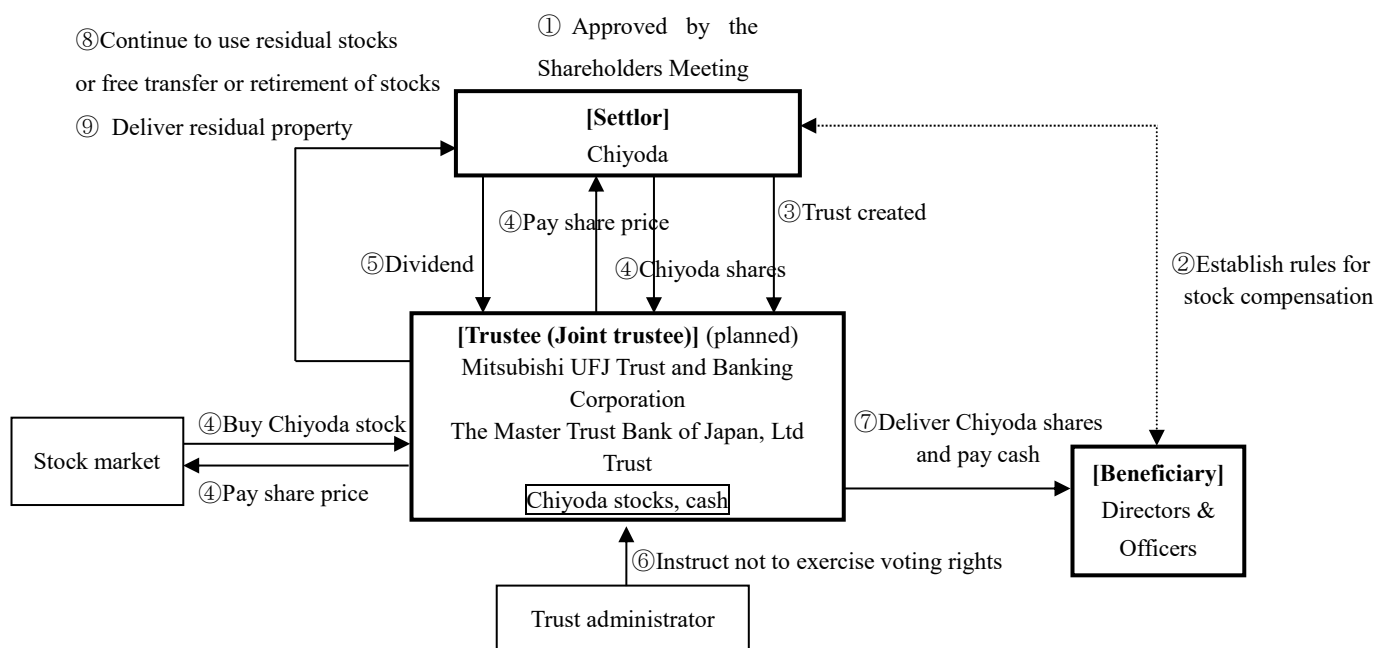 ⑧Continue to use residual stocks
or free transfer or retirement of stocks
⑨ Deliver residual property
① Approved by the
Shareholders Meeting
[Settlor]
Chiyoda
④Pay share price
③Trust created
⑤Dividend
④Chiyoda shares
②Establish rules for
stock compensation
[Trustee (Joint trustee)] (planned)
Mitsubishi UFJ Trust and Banking
Corporation
The Master Trust Bank of Japan, Ltd
Trust
Chiyoda stocks, cash
④Buy Chiyoda stock
Stock market
④Pay share price
⑦Deliver Chiyoda shares
and pay cash
[Beneficiary]
Directors &
Officers
⑥Instruct not to exercise voting rights
Trust administrator